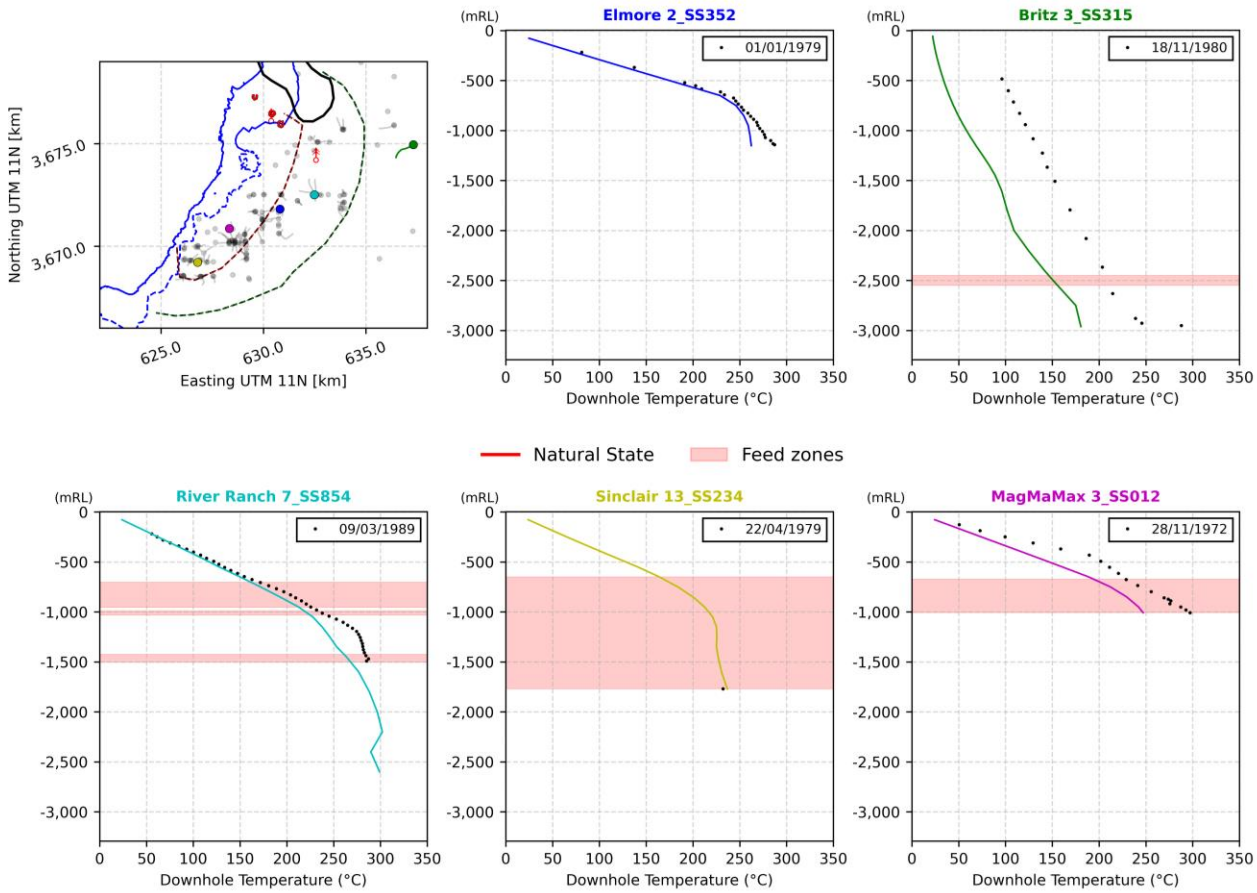 Elmore 2_SS352
(mRL)
0
-500
-1,000
-1,500
-2,000
-2,500
-3,000
01/01/1979
0 50 100 150 200 250 300 350
Downhole Temperature (°C)
Britz 3_SS315
(mRL)
0
-500
-1,000
-1,500
-2,000
-2,500
-3,000
18/11/1980
0 50 100 150 200 250 300 350
Downhole Temperature (°C)
Northing UTM 11N [km]
3,675.0
3,670.0
625.0 630.0 635.0
Easting UTM 11N [km]
Natural State Feed zones
River Ranch 7_SS854
(mRL)
0
-500
-1,000
-1,500
-2,000
-2,500
-3,000
09/03/1989
0 50 100 150 200 250 300 350
Downhole Temperature (°C)
Sinclair 13_SS234
(mRL)
0
-500
-1,000
-1,500
-2,000
-2,500
-3,000
22/04/1979
0 50 100 150 200 250 300 350
Downhole Temperature (°C)
MagMaMax 3_SS012
(mRL)
0
-500
-1,000
-1,500
-2,000
-2,500
-3,000
28/11/1972
0 50 100 150 200 250 300 350
Downhole Temperature (°C)